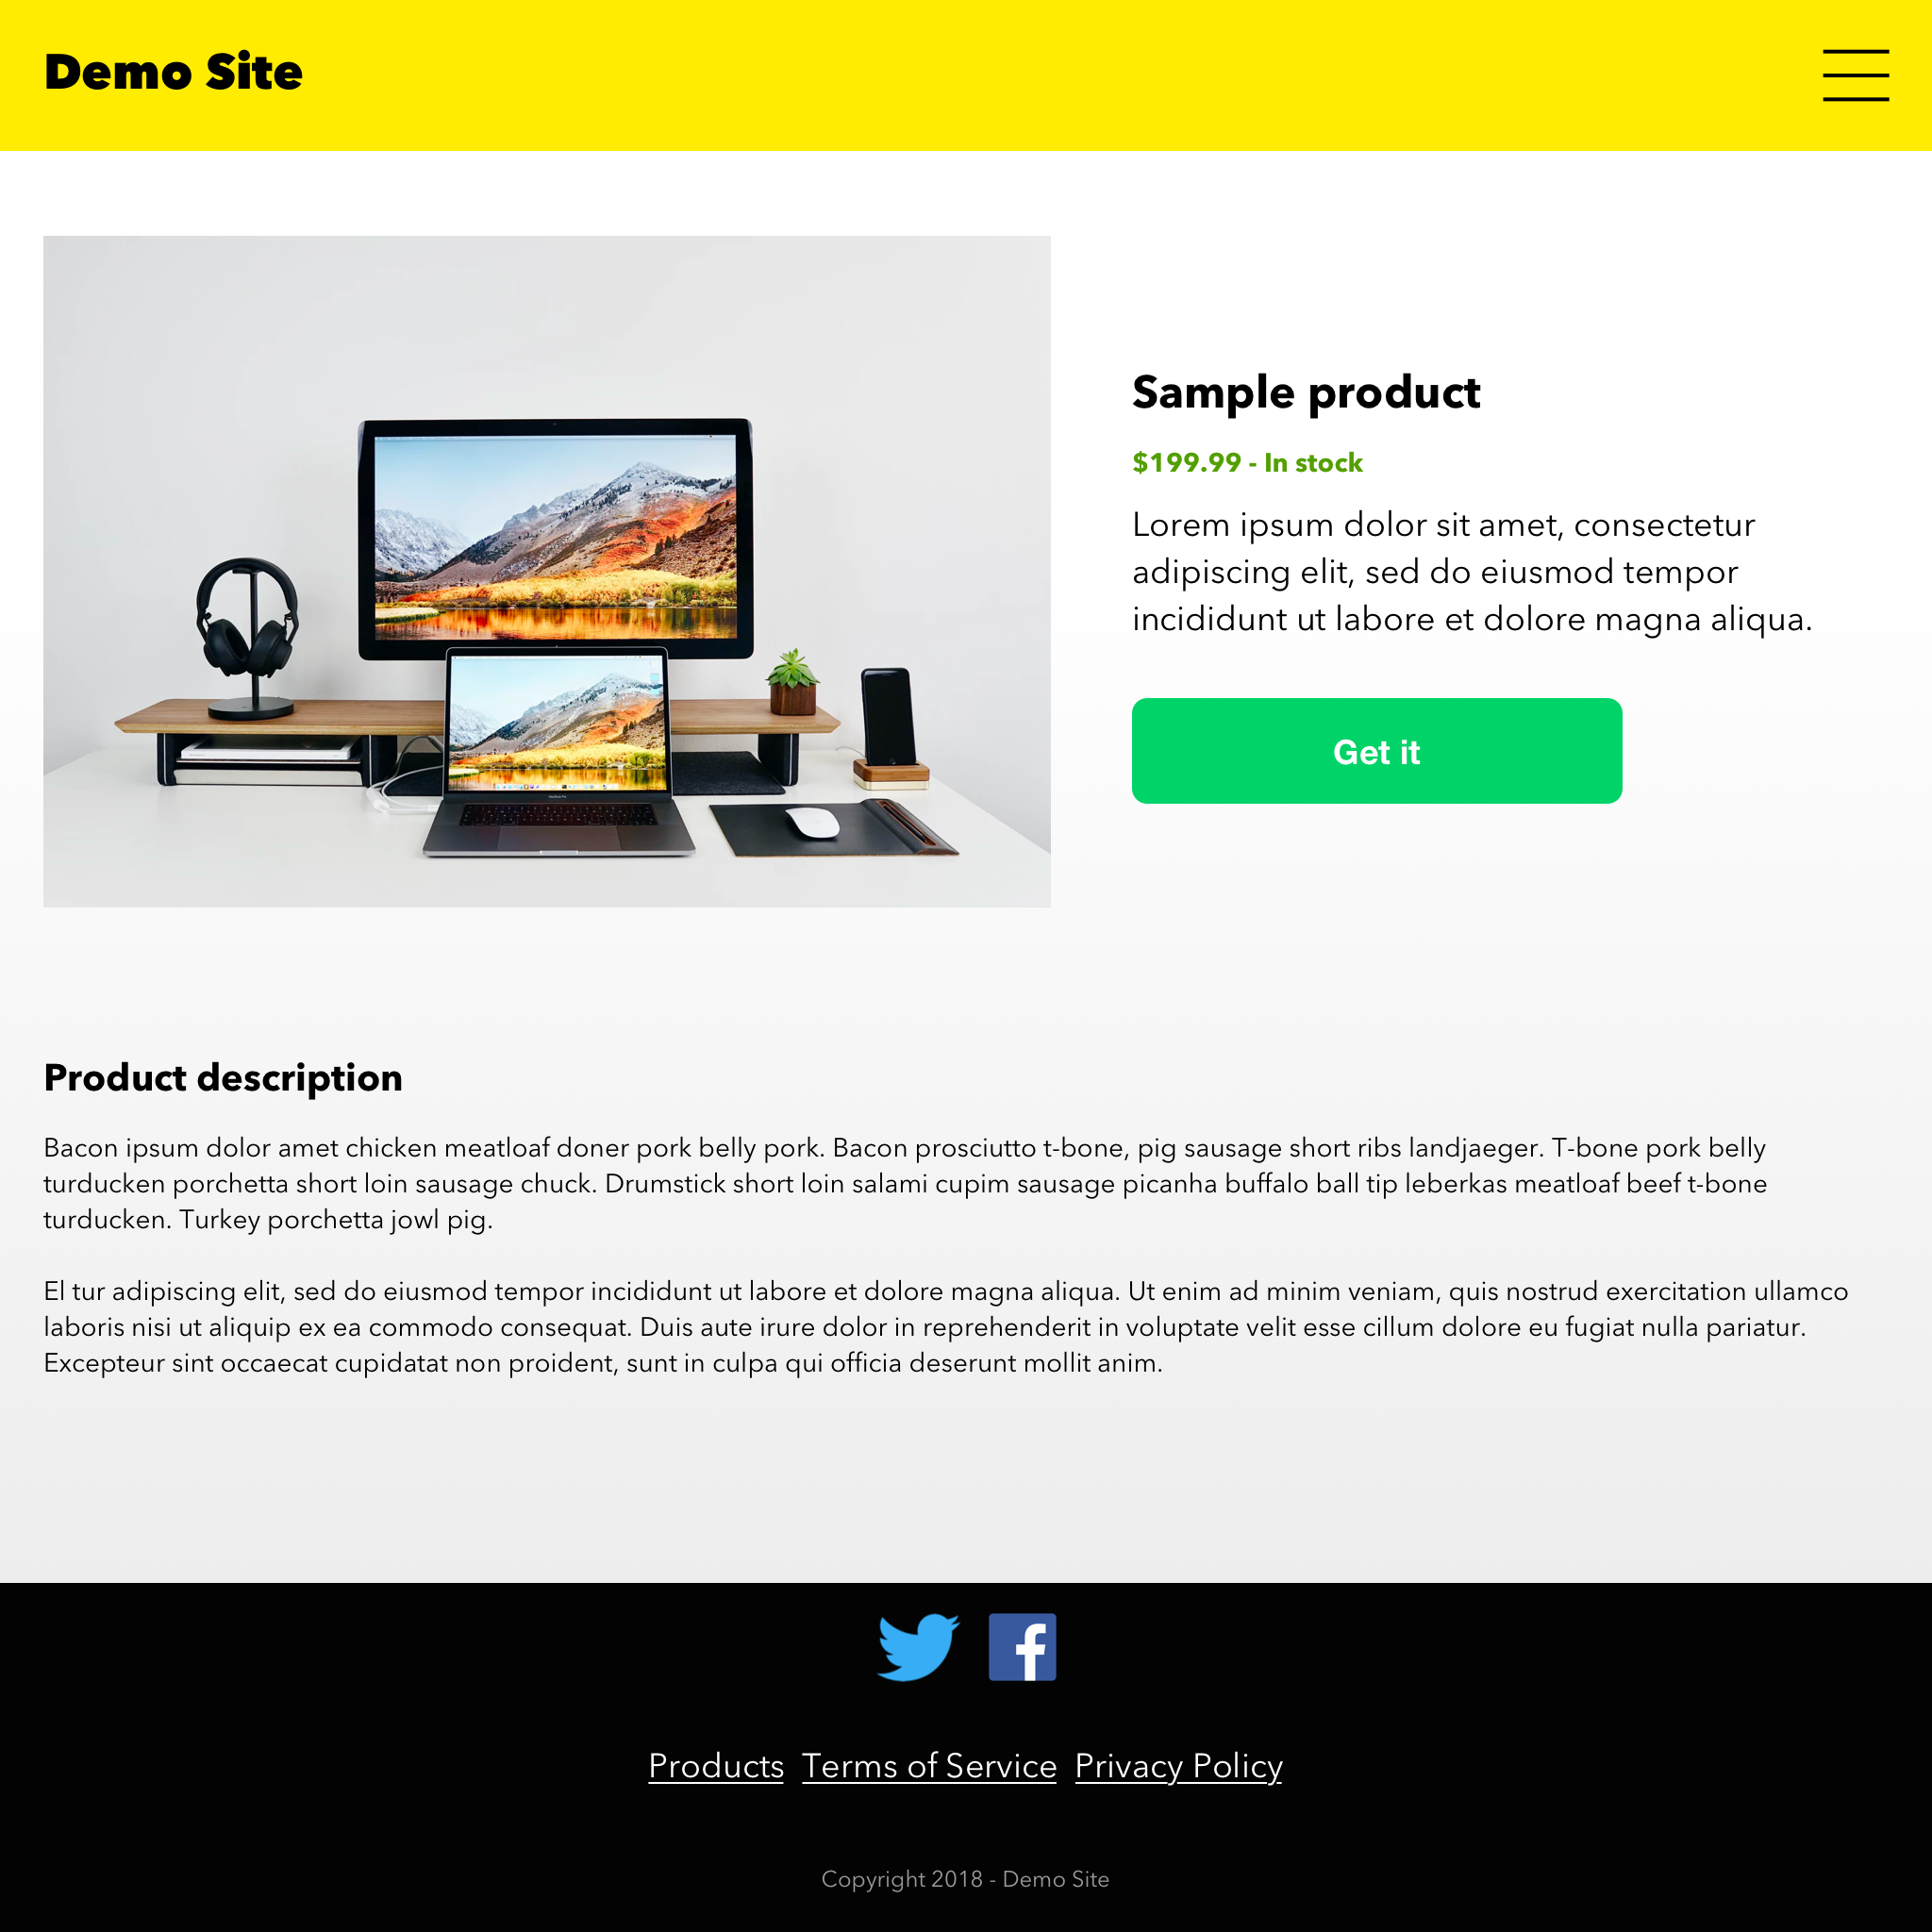 Demo Site
Sample product
$199.99 - In stock
Lorem ipsum dolor sit amet, consectetur
adipiscing elit, sed do eiusmod tempor
incididunt ut labore et dolore magna aliqua.
Get it
Product description
Bacon ipsum dolor amet chicken meatloaf doner pork belly pork. Bacon prosciutto t-bone, pig sausage short ribs landjaeger. T-bone pork belly
turducken porchetta short loin sausage chuck. Drumstick short loin salami cupim sausage picanha buffalo ball tip leberkas meatloaf beef t-bone
turducken. Turkey porchetta jowl pig.
El tur adipiscing elit, sed do eiusmod tempor incididunt ut labore et dolore magna aliqua. Ut enim ad minim veniam, quis nostrud exercitation ullamco
laboris nisi ut aliquip ex ea commodo consequat. Duis aute irure dolor in reprehenderit in voluptate velit esse cillum dolore eu fugiat nulla pariatur.
Excepteur sint occaecat cupidatat non proident, sunt in culpa qui officia deserunt mollit anim.
Products Terms of Service Privacy Policy
Copyright 2018 - Demo Site